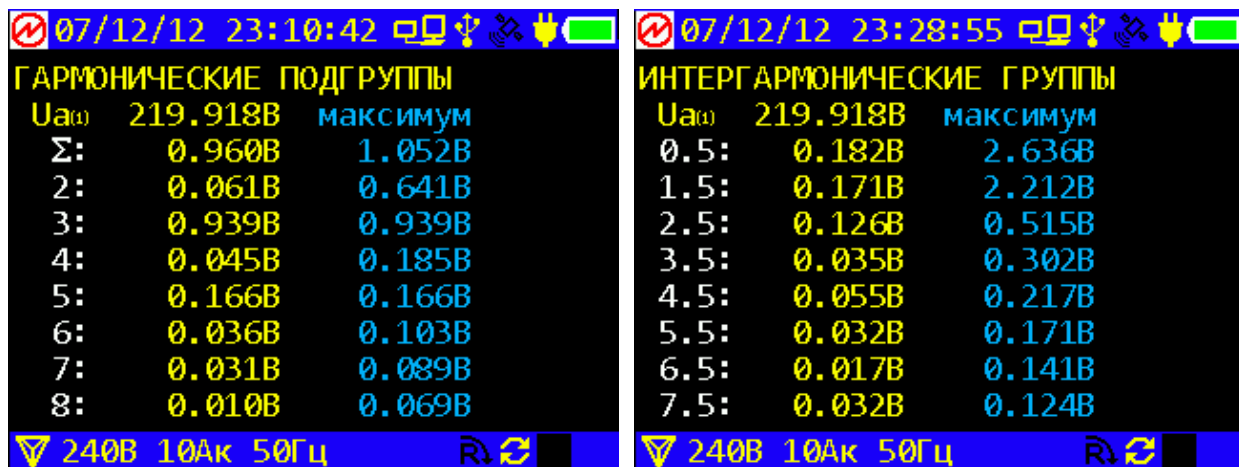 07/12/12 23:10:42
ГАРМОНИЧЕСКИЕ ПОДГРУППЫ
Ua(1) 219.918В максимум
Σ: 0.960В 1.052В
2: 0.061В 0.641В
3: 0.939В 0.939В
4: 0.045В 0.185В
5: 0.166В 0.166В
6: 0.036В 0.103В
7: 0.031В 0.089В
8: 0.010В 0.069В
240В 10Ак 50Гц R
07/12/12 23:28:55
ИНТЕРГАРМОНИЧЕСКИЕ ГРУППЫ
Ua(1) 219.918В максимум
0.5: 0.182В 2.636В
1.5: 0.171В 2.212В
2.5: 0.126В 0.515В
3.5: 0.035В 0.302В
4.5: 0.055В 0.217В
5.5: 0.032В 0.171В
6.5: 0.017В 0.141В
7.5: 0.032В 0.124В
240В 10Ак 50Гц R